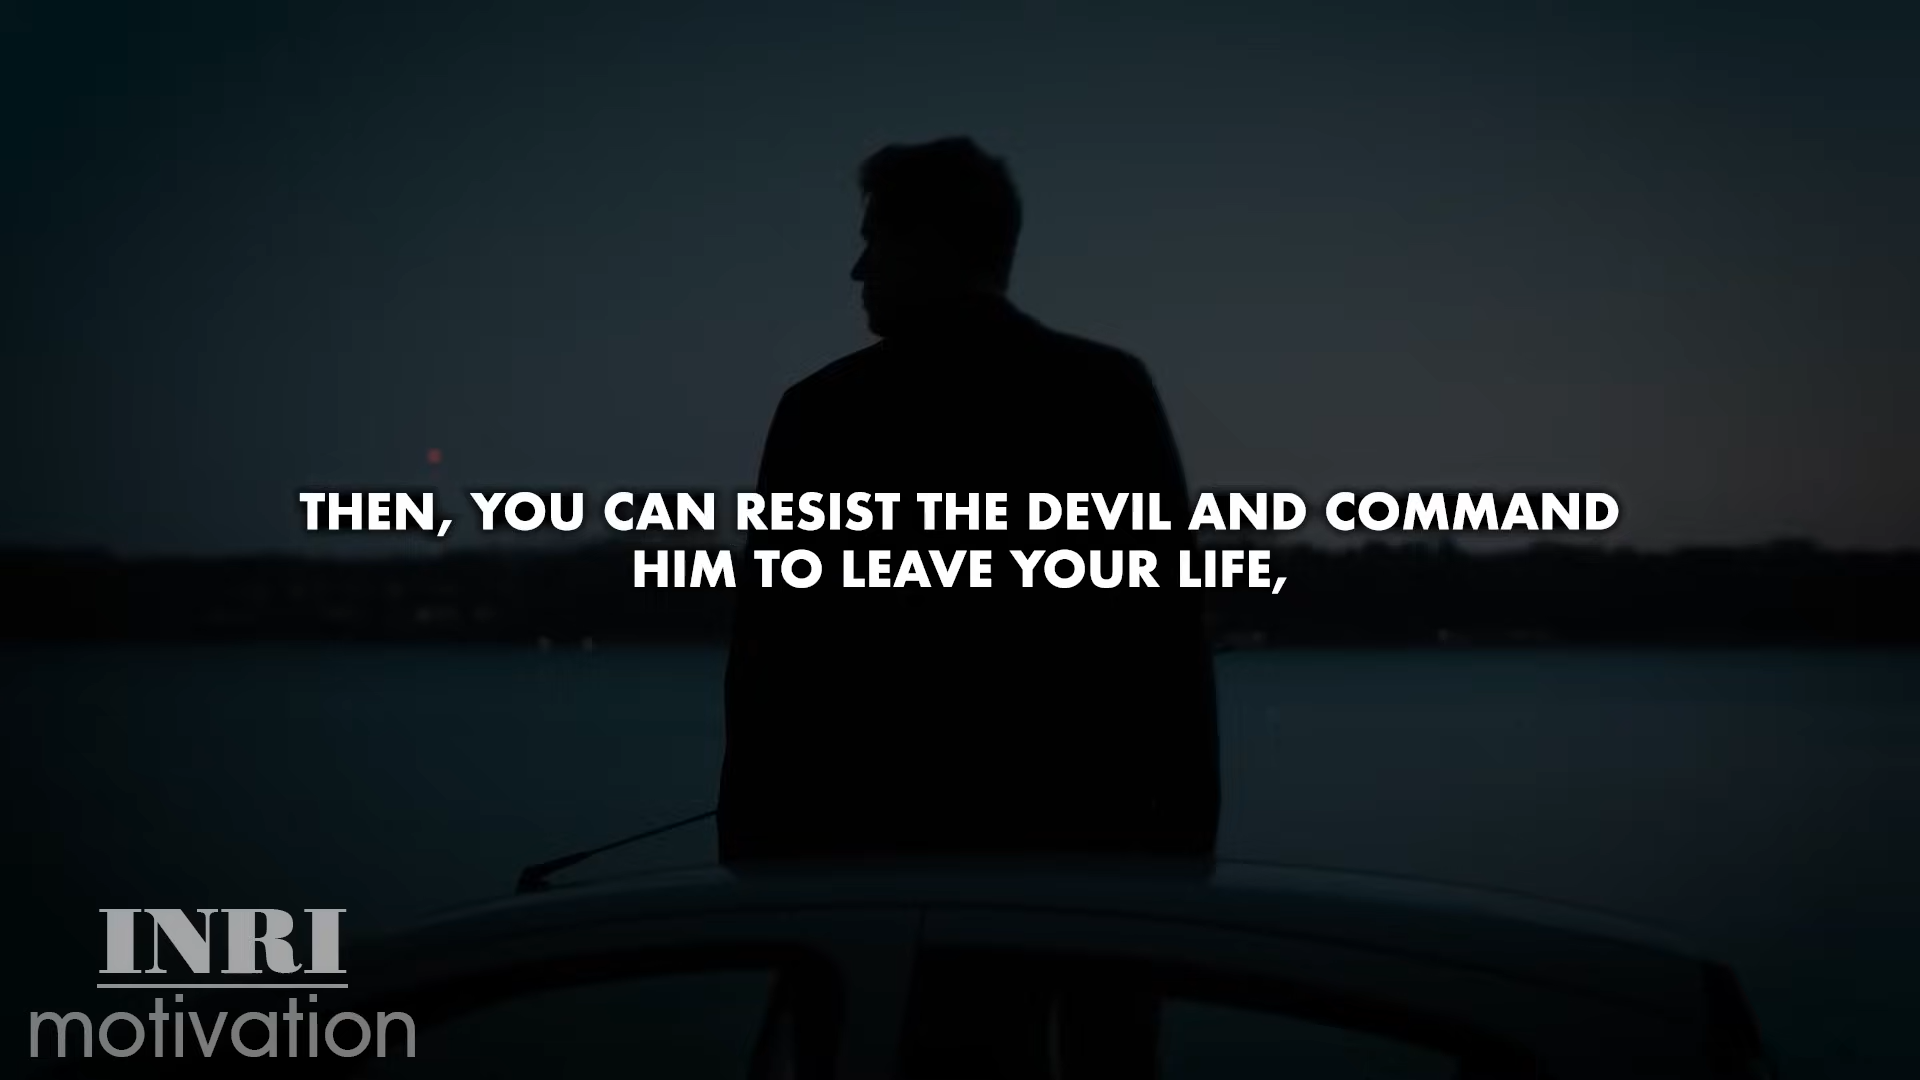 THEN, YOU CAN RESIST THE DEVIL AND COMMAND
HIM TO LEAVE YOUR LIFE,
INRI
motivation